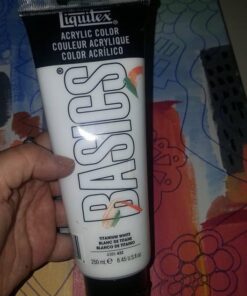 Liquitex
ACRYLIC COLOR
COULEUR ACRYLIQUE
COLOR ACRÍLICO
BASICS
TITANIUM WHITE
BLANC DE TITANE
BLANCO DE TITANIO
250 ml